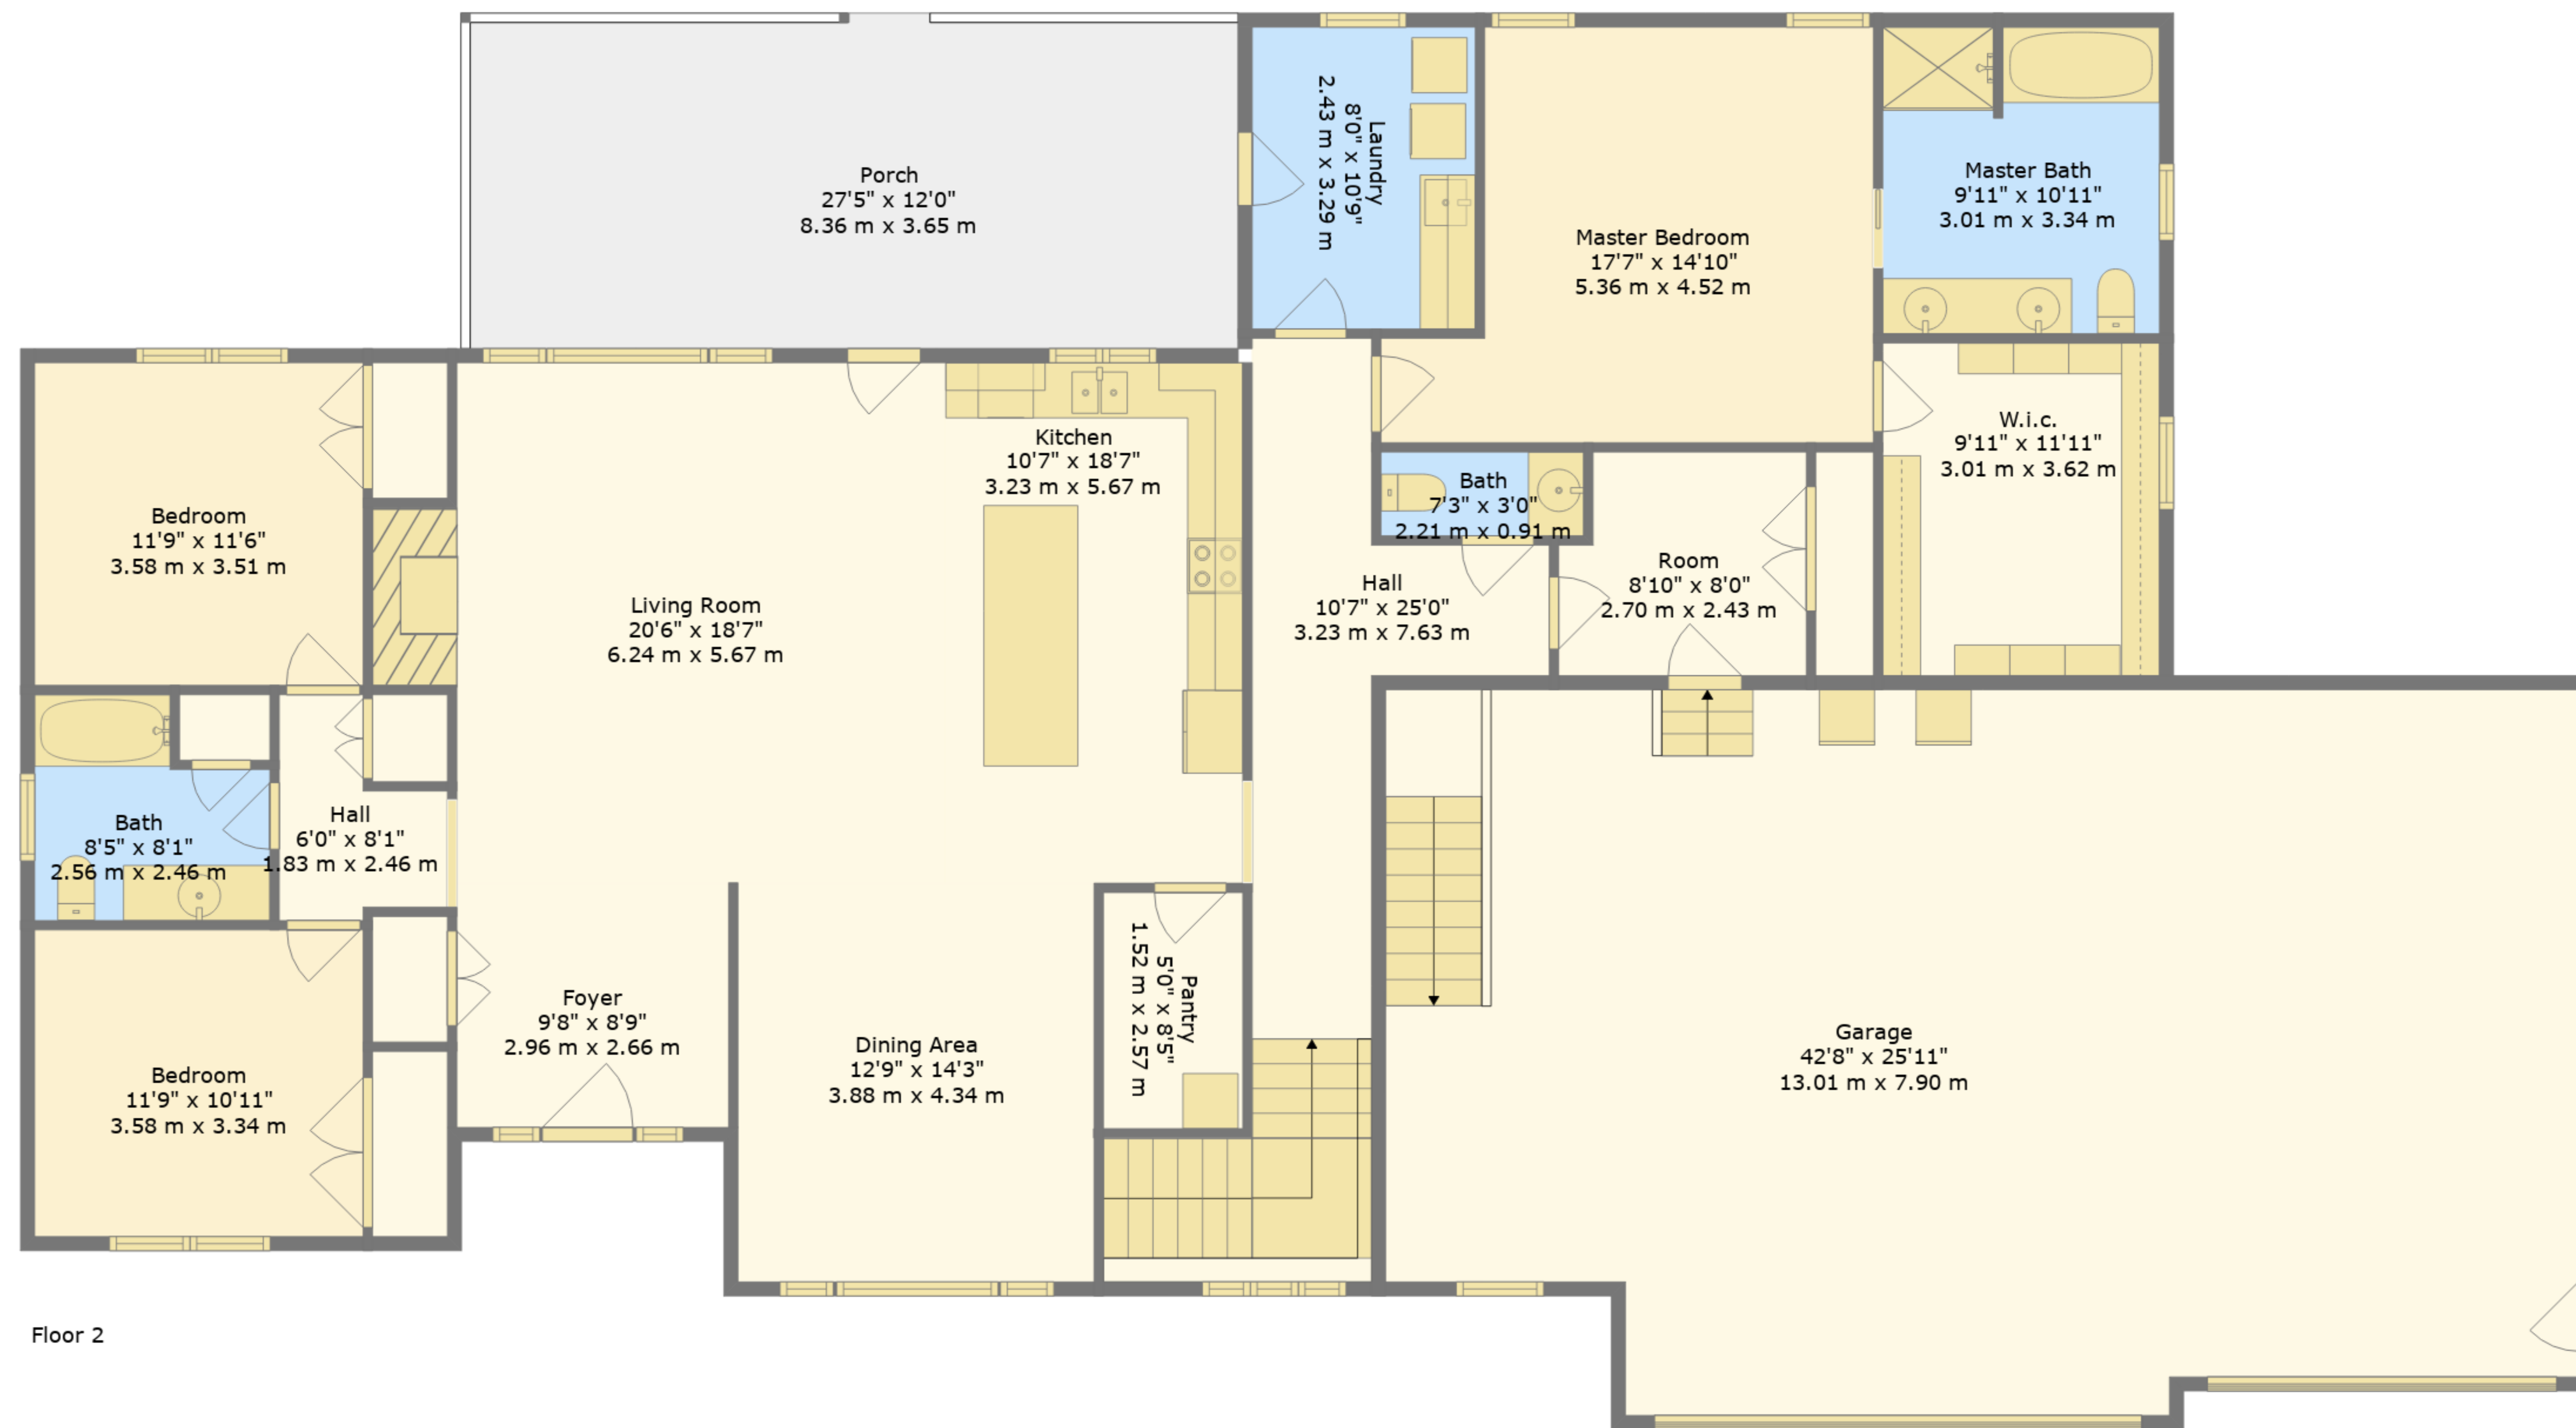 Porch
27'5" x 12'0"
8.36 m x 3.65 m
Laundry
8'0" x 10'9"
2.43 m x 3.29 m
Master Bedroom
17'7" x 14'10"
5.36 m x 4.52 m
Master Bath
9'11" x 10'11"
3.01 m x 3.34 m
Kitchen
10'7" x 18'7"
3.23 m x 5.67 m
W.i.c.
9'11" x 11'11"
3.01 m x 3.62 m
Bedroom
11'9" x 11'6"
3.58 m x 3.51 m
Living Room
20'6" x 18'7"
6.24 m x 5.67 m
Bath
7'3" x 3'0"
2.21 m x 0.91 m
Hall
10'7" x 25'0"
3.23 m x 7.63 m
Room
8'10" x 8'0"
2.70 m x 2.43 m
Bath
8'5" x 8'1"
2.56 m x 2.46 m
Hall
6'0" x 8'1"
1.83 m x 2.46 m
Foyer
9'8" x 8'9"
2.96 m x 2.66 m
Dining Area
12'9" x 14'3"
3.88 m x 4.34 m
Pantry
5'0" x 8'5"
1.52 m x 2.57 m
Garage
42'8" x 25'11"
13.01 m x 7.90 m
Bedroom
11'9" x 10'11"
3.58 m x 3.34 m
Floor 2